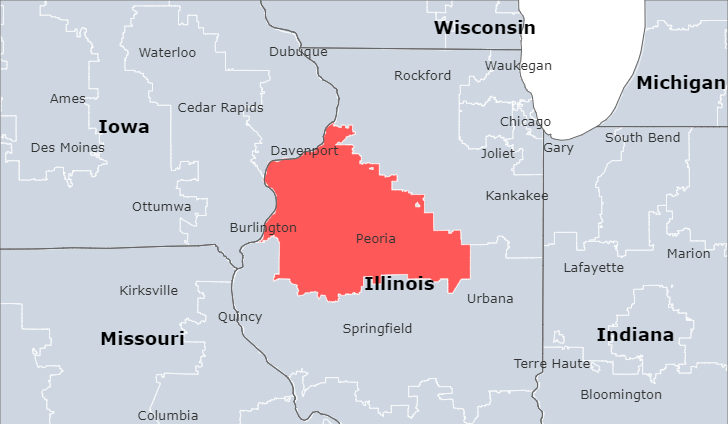 Wisconsin
Waterloo
Dubuque
Waukegan
Rockford
Michigan
Ames
Cedar Rapids
Iowa
Chicago
South Bend
Des Moines
Davenport
Joliet
Gary
Kankakee
Ottumwa
Burlington
Peoria
Marion
Lafayette
Illinois
Kirksville
Urbana
Quincy
Springfield
Missouri
Indiana
Terre Haute
Bloomington
Columbia